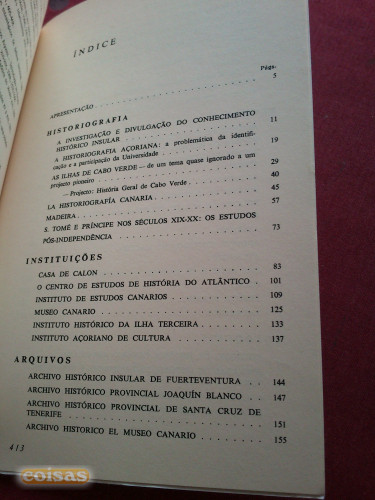 ÍNDICE
Pág.
APRESENTAÇÃO . . . . . . . . . . 5
HISTORIOGRAFIA
A INVESTIGAÇÃO E DIVULGAÇÃO DO CONHECIMENTO
HISTÓRICO INSULAR . . . . . . . . . . 11
A HISTORIOGRAFIA AÇORIANA: a problemática da identifi-
cação e a participação da Universidade . . . . . . 19
AS ILHAS DE CABO VERDE — de um tema quase ignorado a um
projecto pioneiro . . . . . . . . . . 29
—Projecto: História Geral de Cabo Verde . . . . . . 40
LA HISTORIOGRAFÍA CANARIA . . . . . . . . 45
MADEIRA . . . . . . . . . . 57
S. TOMÉ E PRÍNCIPE NOS SÉCULOS XIX-XX: OS ESTUDOS
PÓS-INDEPENDÊNCIA . . . . . . . . . . 73
INSTITUIÇÕES
CASA DE CALON . . . . . . . . . . 83
O CENTRO DE ESTUDOS DE HISTÓRIA DO ATLÂNTICO . 101
INSTITUTO DE ESTUDOS CANARIOS . . . . . . 109
MUSEO CANARIO . . . . . . . . . . 125
INSTITUTO HISTÓRICO DA ILHA TERCEIRA . . . . 133
INSTITUTO AÇORIANO DE CULTURA . . . . . . 137
ARQUIVOS
ARCHIVO HISTÓRICO INSULAR DE FUERTEVENTURA . . 144
ARCHIVO HISTÓRICO PROVINCIAL JOAQUÍN BLANCO . 147
ARCHIVO HISTÓRICO PROVINCIAL DE SANTA CRUZ DE
TENERIFE . . . . . . . . . . 151
ARCHIVO HISTORICO EL MUSEO CANARIO . . . . 155
413
coisas